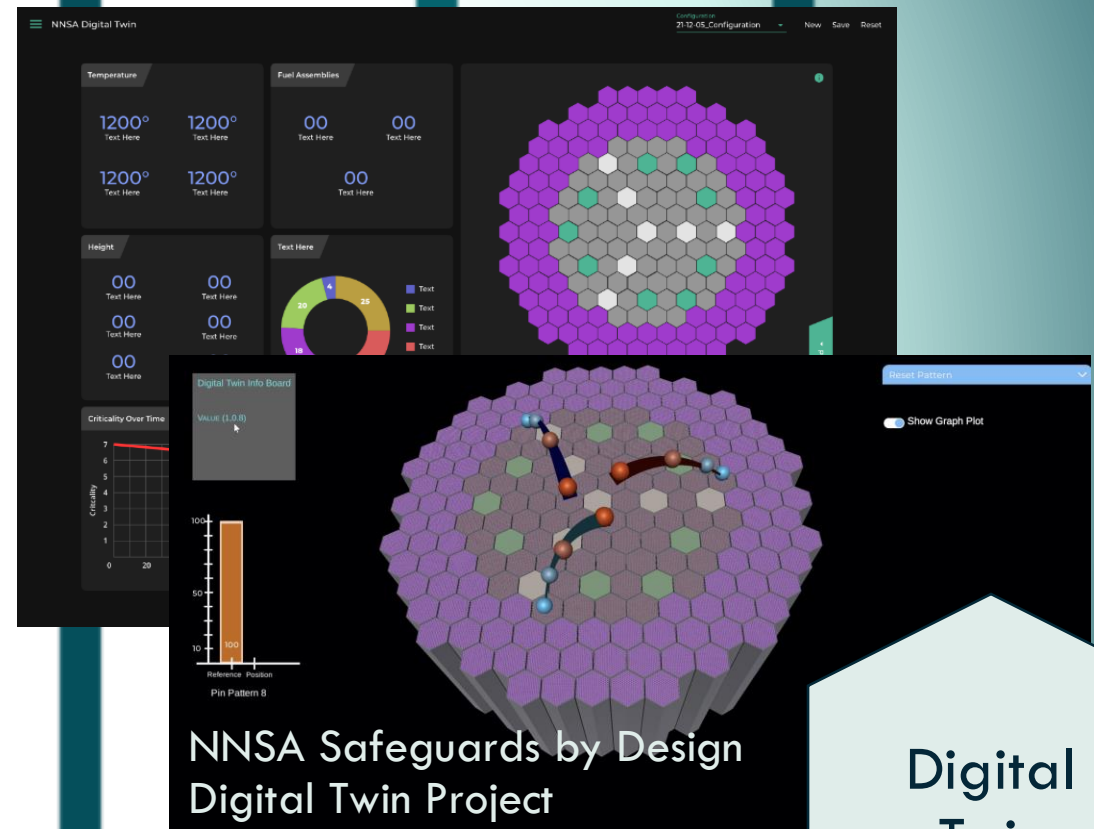 NNSA Digital Twin
Configuration
21-12-05_Configuration
New Save Reset
Temperature
1200° 1200°
Text Here Text Here
1200° 1200°
Text Here Text Here
Fuel Assemblies
00 00
Text Here Text Here
00
Text Here
Height
00 00
Text Here Text Here
00 00
Text Here Text Here
00
Text Here
Text Here
4
25
20
18
Text
Text
Text
Text
Criticality Over Time
Criticality
7
6
5
4
3
2
1
0 20
Digital Twin Info Board
Value (1,0.8)
Reset Pattern
Show Graph Plot
100
50
10
100
Reference Position
Pin Pattern 8
NNSA Safeguards by Design
Digital Twin Project
Digital